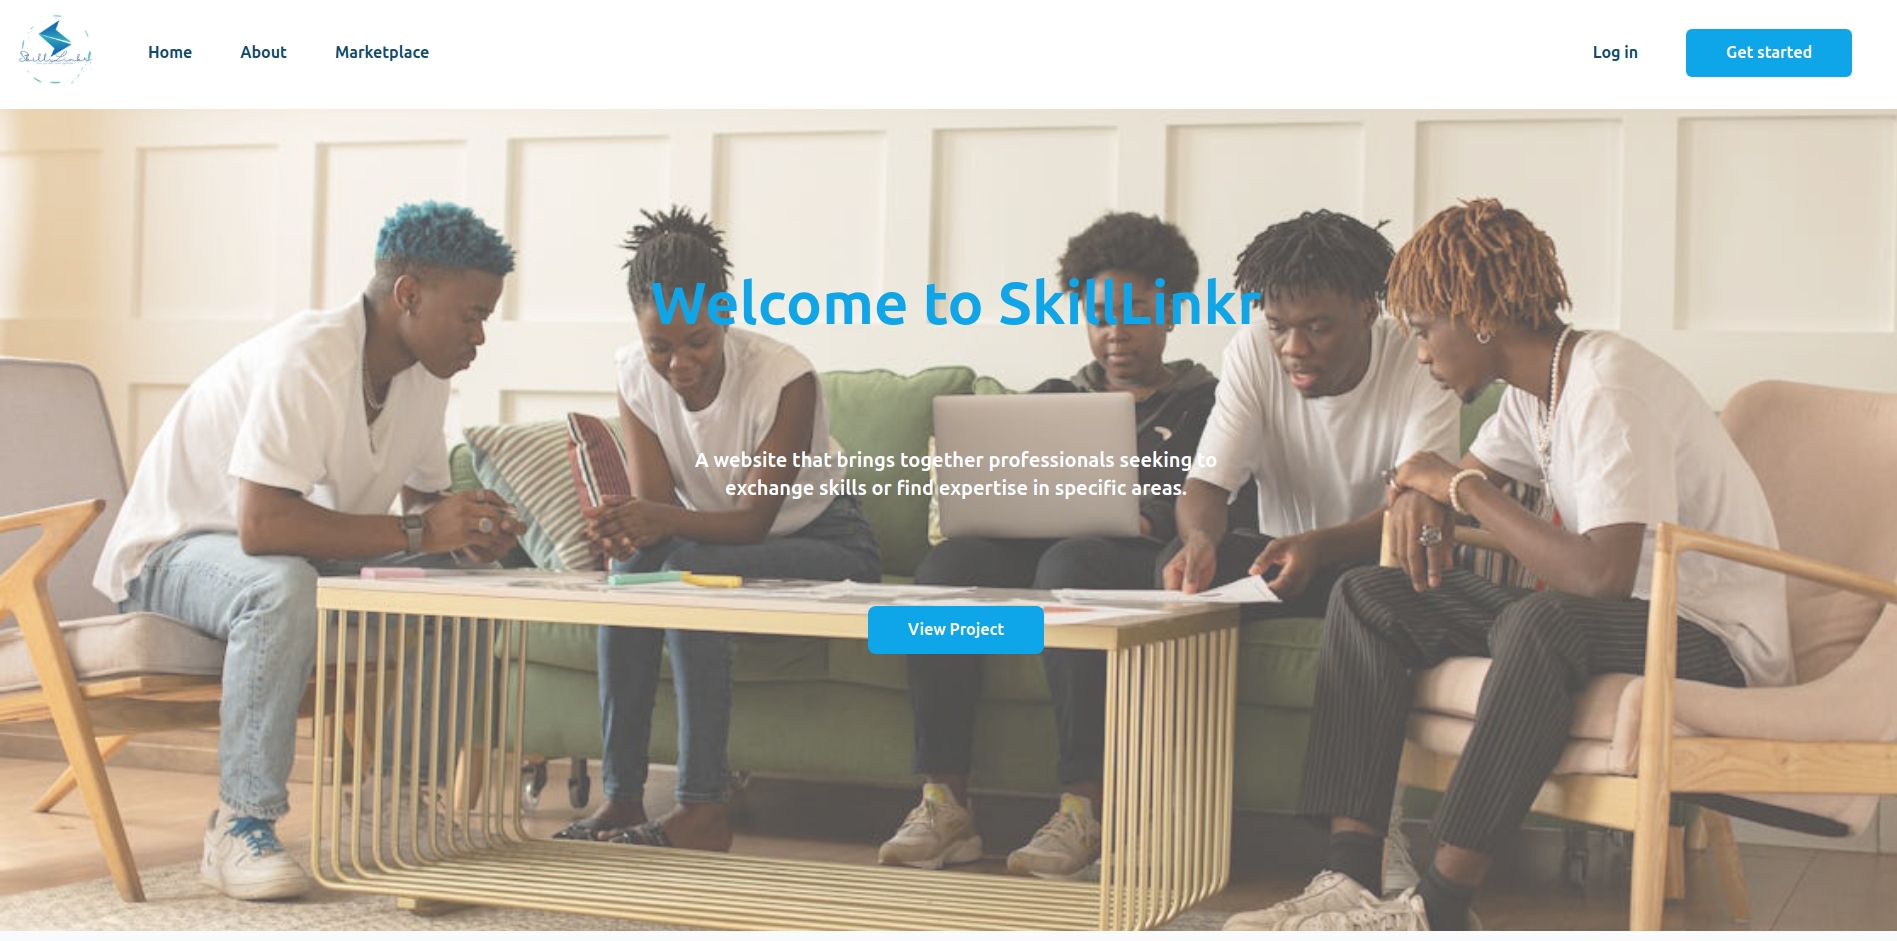 SkillLinkr
Home
About
Marketplace
Log in
Get started
Welcome to SkillLinkr
A website that brings together professionals seeking to
exchange skills or find expertise in specific areas.
View Project